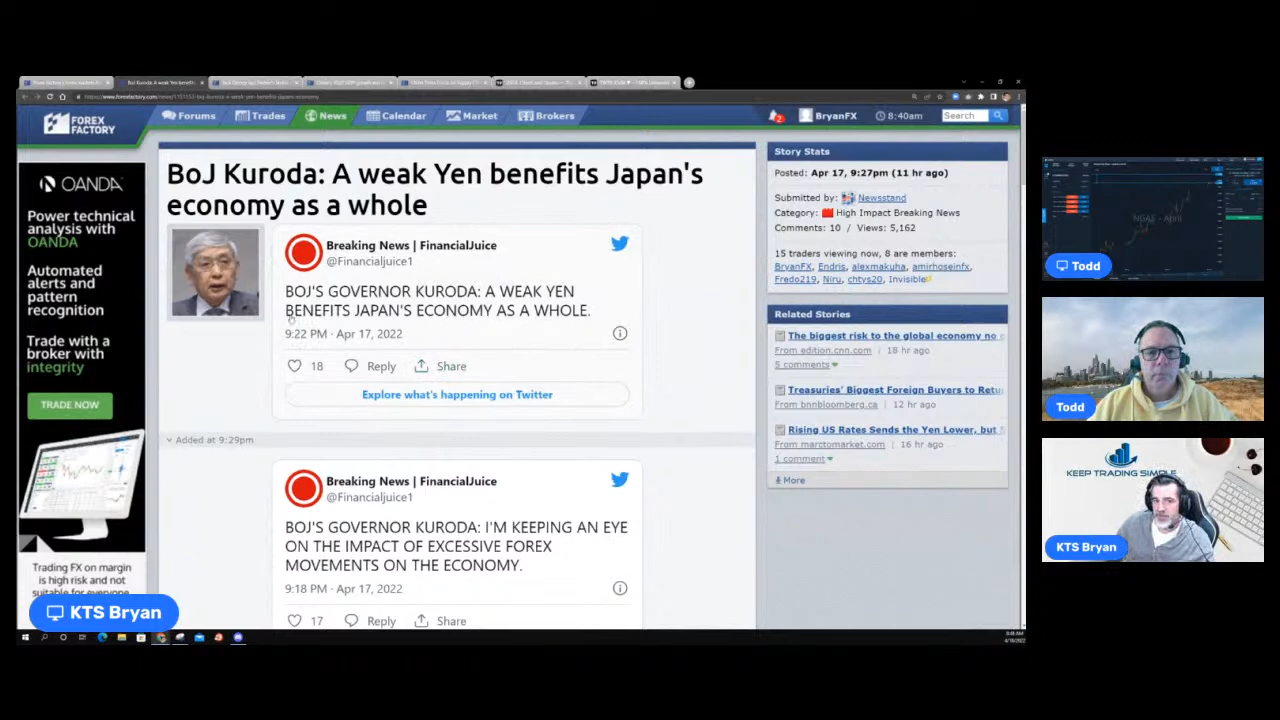 FOREX
FACTORY
Forums
Trades
News
Calendar
Market
Brokers
2
BryanFX
8:40am
Search
OANDA
Power technical
analysis with
OANDA
Automated
alerts and
pattern
recognition
Trade with a
broker with
integrity
TRADE NOW
Trading FX on margin
is high risk and not
suitable for everyone
BoJ Kuroda: A weak Yen benefits Japan's
economy as a whole
Breaking News | FinancialJuice
@Financialjuice1
BOJ'S GOVERNOR KURODA: A WEAK YEN
BENEFITS JAPAN'S ECONOMY AS A WHOLE.
9:22 PM · Apr 17, 2022
18
Reply
Share
Explore what's happening on Twitter
Added at 9:29pm
Breaking News | FinancialJuice
@Financialjuice1
BOJ'S GOVERNOR KURODA: I'M KEEPING AN EYE
ON THE IMPACT OF EXCESSIVE FOREX
MOVEMENTS ON THE ECONOMY.
9:18 PM · Apr 17, 2022
17
Reply
Share
Story Stats
Posted: Apr 17, 9:27pm (11 hr ago)
Submitted by: Newsstand
Category: High Impact Breaking News
Comments: 10 / Views: 5,162
15 traders viewing now, 8 are members:
BryanFX, Endris, alexmakuha, amirhoseinfx,
Fredo219, Niru, chtys20, Invisible
Related Stories
The biggest risk to the global economy no
From edition.cnn.com | 18 hr ago
5 comments
Treasuries' Biggest Foreign Buyers to Retu
From bnnbloomberg.ca | 12 hr ago
Rising US Rates Sends the Yen Lower, but
From marctomarket.com | 16 hr ago
1 comment
More
KTS Bryan
NGAS - April
Todd
Todd
KEEP TRADING SIMPLE
KTS Bryan